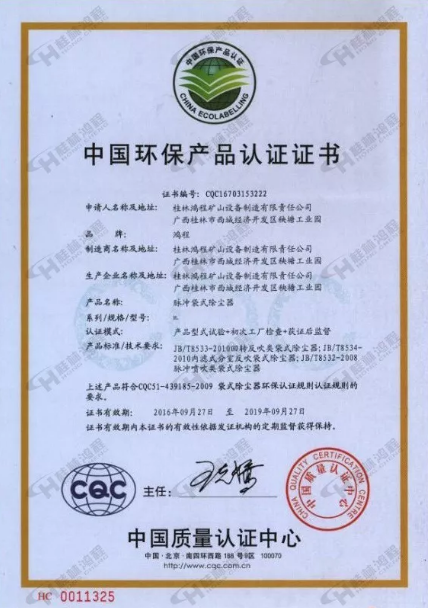 中国环保产品认证
CHINA ECOLABELLING
中国环保产品认证证书
证书编号: CQC16703153222
申请人名称及地址: 桂林鸿程矿山设备制造有限责任公司
广西桂林市西城经济开发区秧塘工业园
品 牌: 鸿程
制造商名称及地址: 桂林鸿程矿山设备制造有限责任公司
广西桂林市西城经济开发区秧塘工业园
生产企业名称及地址: 桂林鸿程矿山设备制造有限责任公司
广西桂林市西城经济开发区秧塘工业园
产品名称: 脉冲袋式除尘器
系列/规格/型号:
认证模式: 产品型式试验+初次工厂检查+获证后监督
产品标准/技术要求: JB/T8533-2010回转反吹类袋式除尘器; JB/T8534-
2010内滤式分室反吹袋式除尘器; JB/T8532-2008
脉冲喷吹类袋式除尘器
上述产品符合CQC51-439185-2009 袋式除尘器环保认证规则认证规则的
要求。
证书有效期: 2016年09月27日 至 2019年09月27日
证书有效期内本证书的有效性依据发证机构的定期监督获得保持。
CQC
主任:
CHINA QUALITY CERTIFICATION CENTRE
中国质量认证中心
中国质量认证中心
中国·北京·南四环西路 188 号 9 区 100070
http://www.cqc.com.cn
HC 0011325